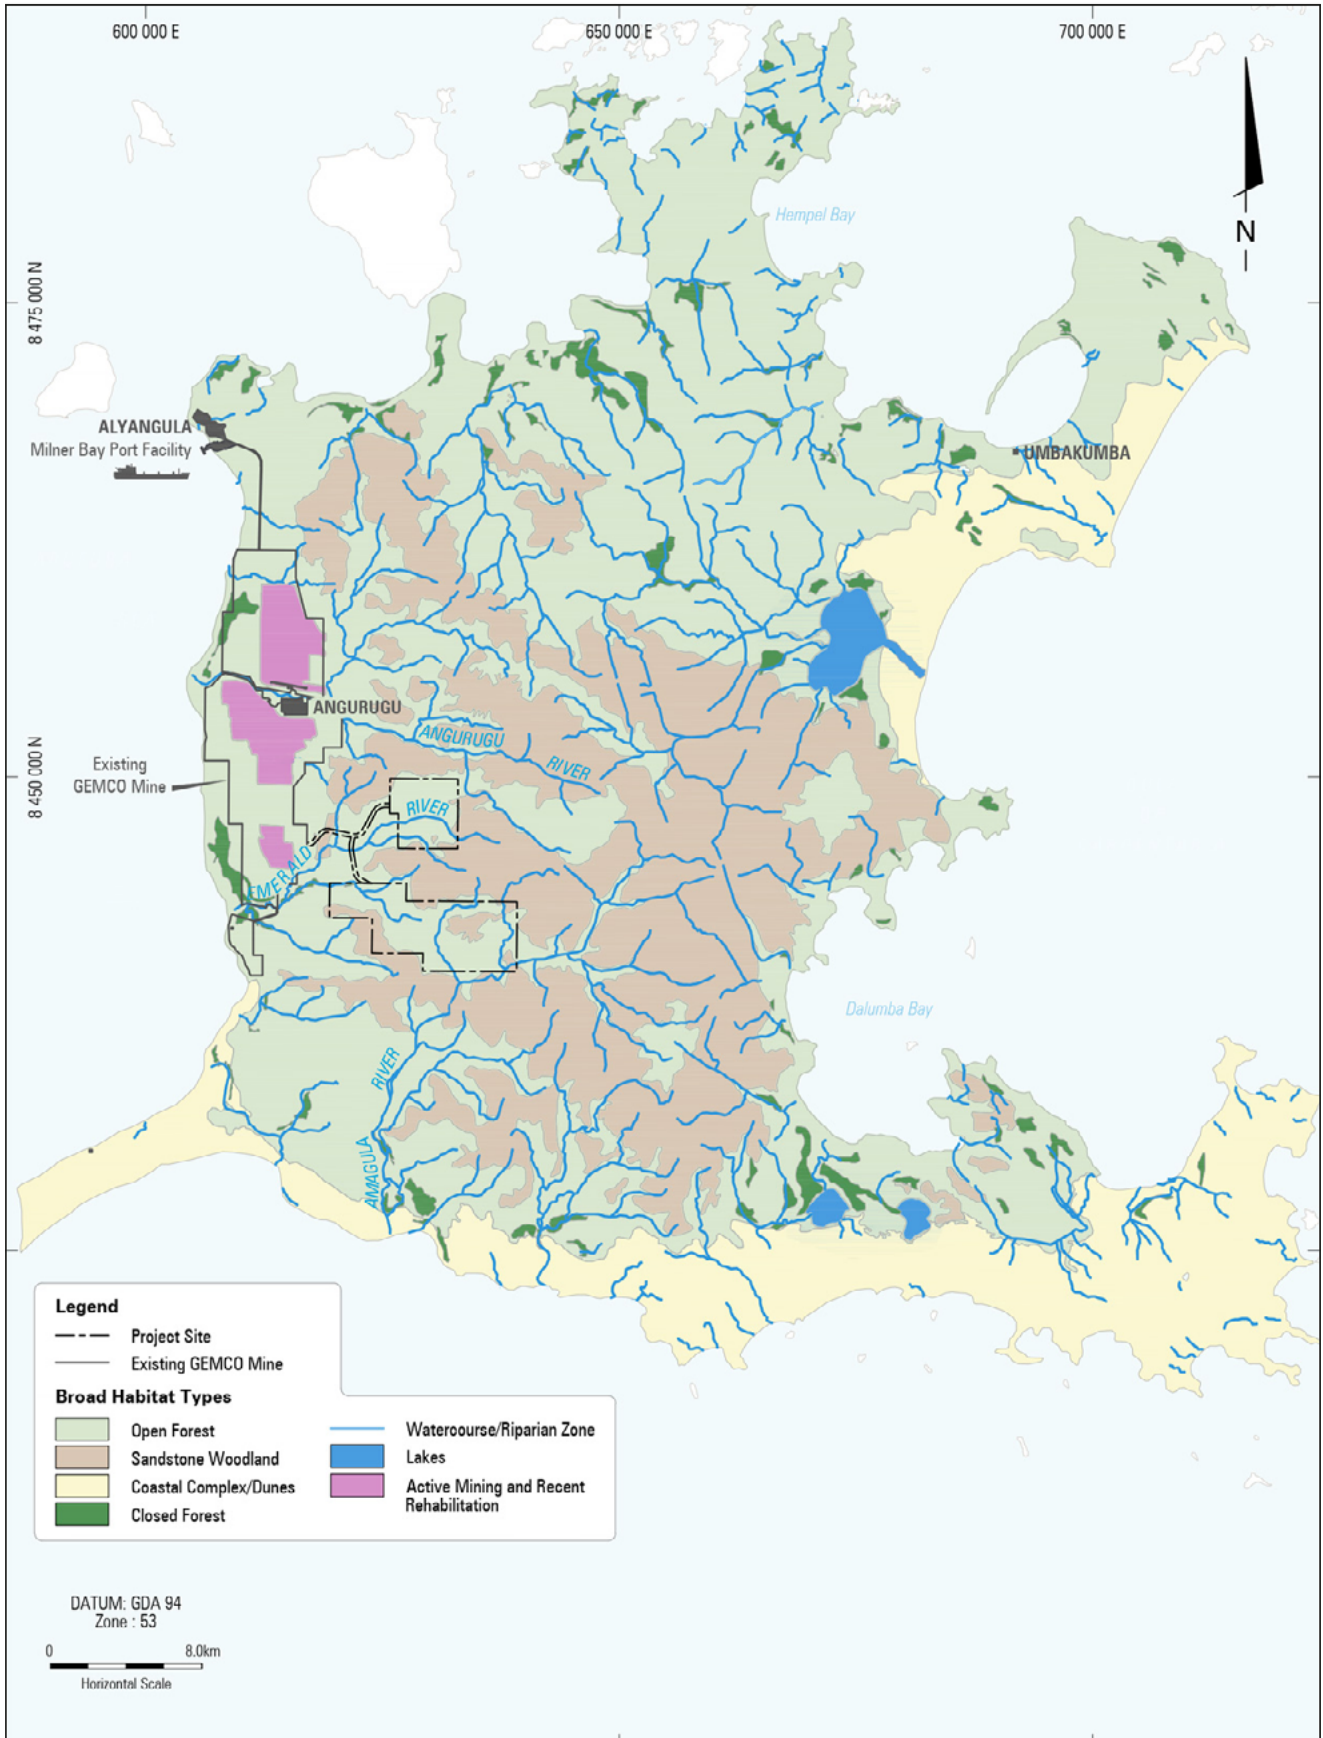 600 000 E
650 000 E
700 000 E
Hempel Bay
N
8 475 000 N
ALYANGULA
Milner Bay Port Facility
UMBAKUMBA
ANGURUGU
ANGURUGU
RIVER
8 450 000 N
Existing
GEMCO Mine
RIVER
EMERALD
Dalumba Bay
RIVER
AMAGULA
Legend
Project Site
Existing GEMCO Mine
Broad Habitat Types
Open Forest
Sandstone Woodland
Coastal Complex/Dunes
Closed Forest
Watercourse/Riparian Zone
Lakes
Active Mining and Recent
Rehabilitation
DATUM: GDA 94
Zone : 53
0
8.0km
Horizontal Scale